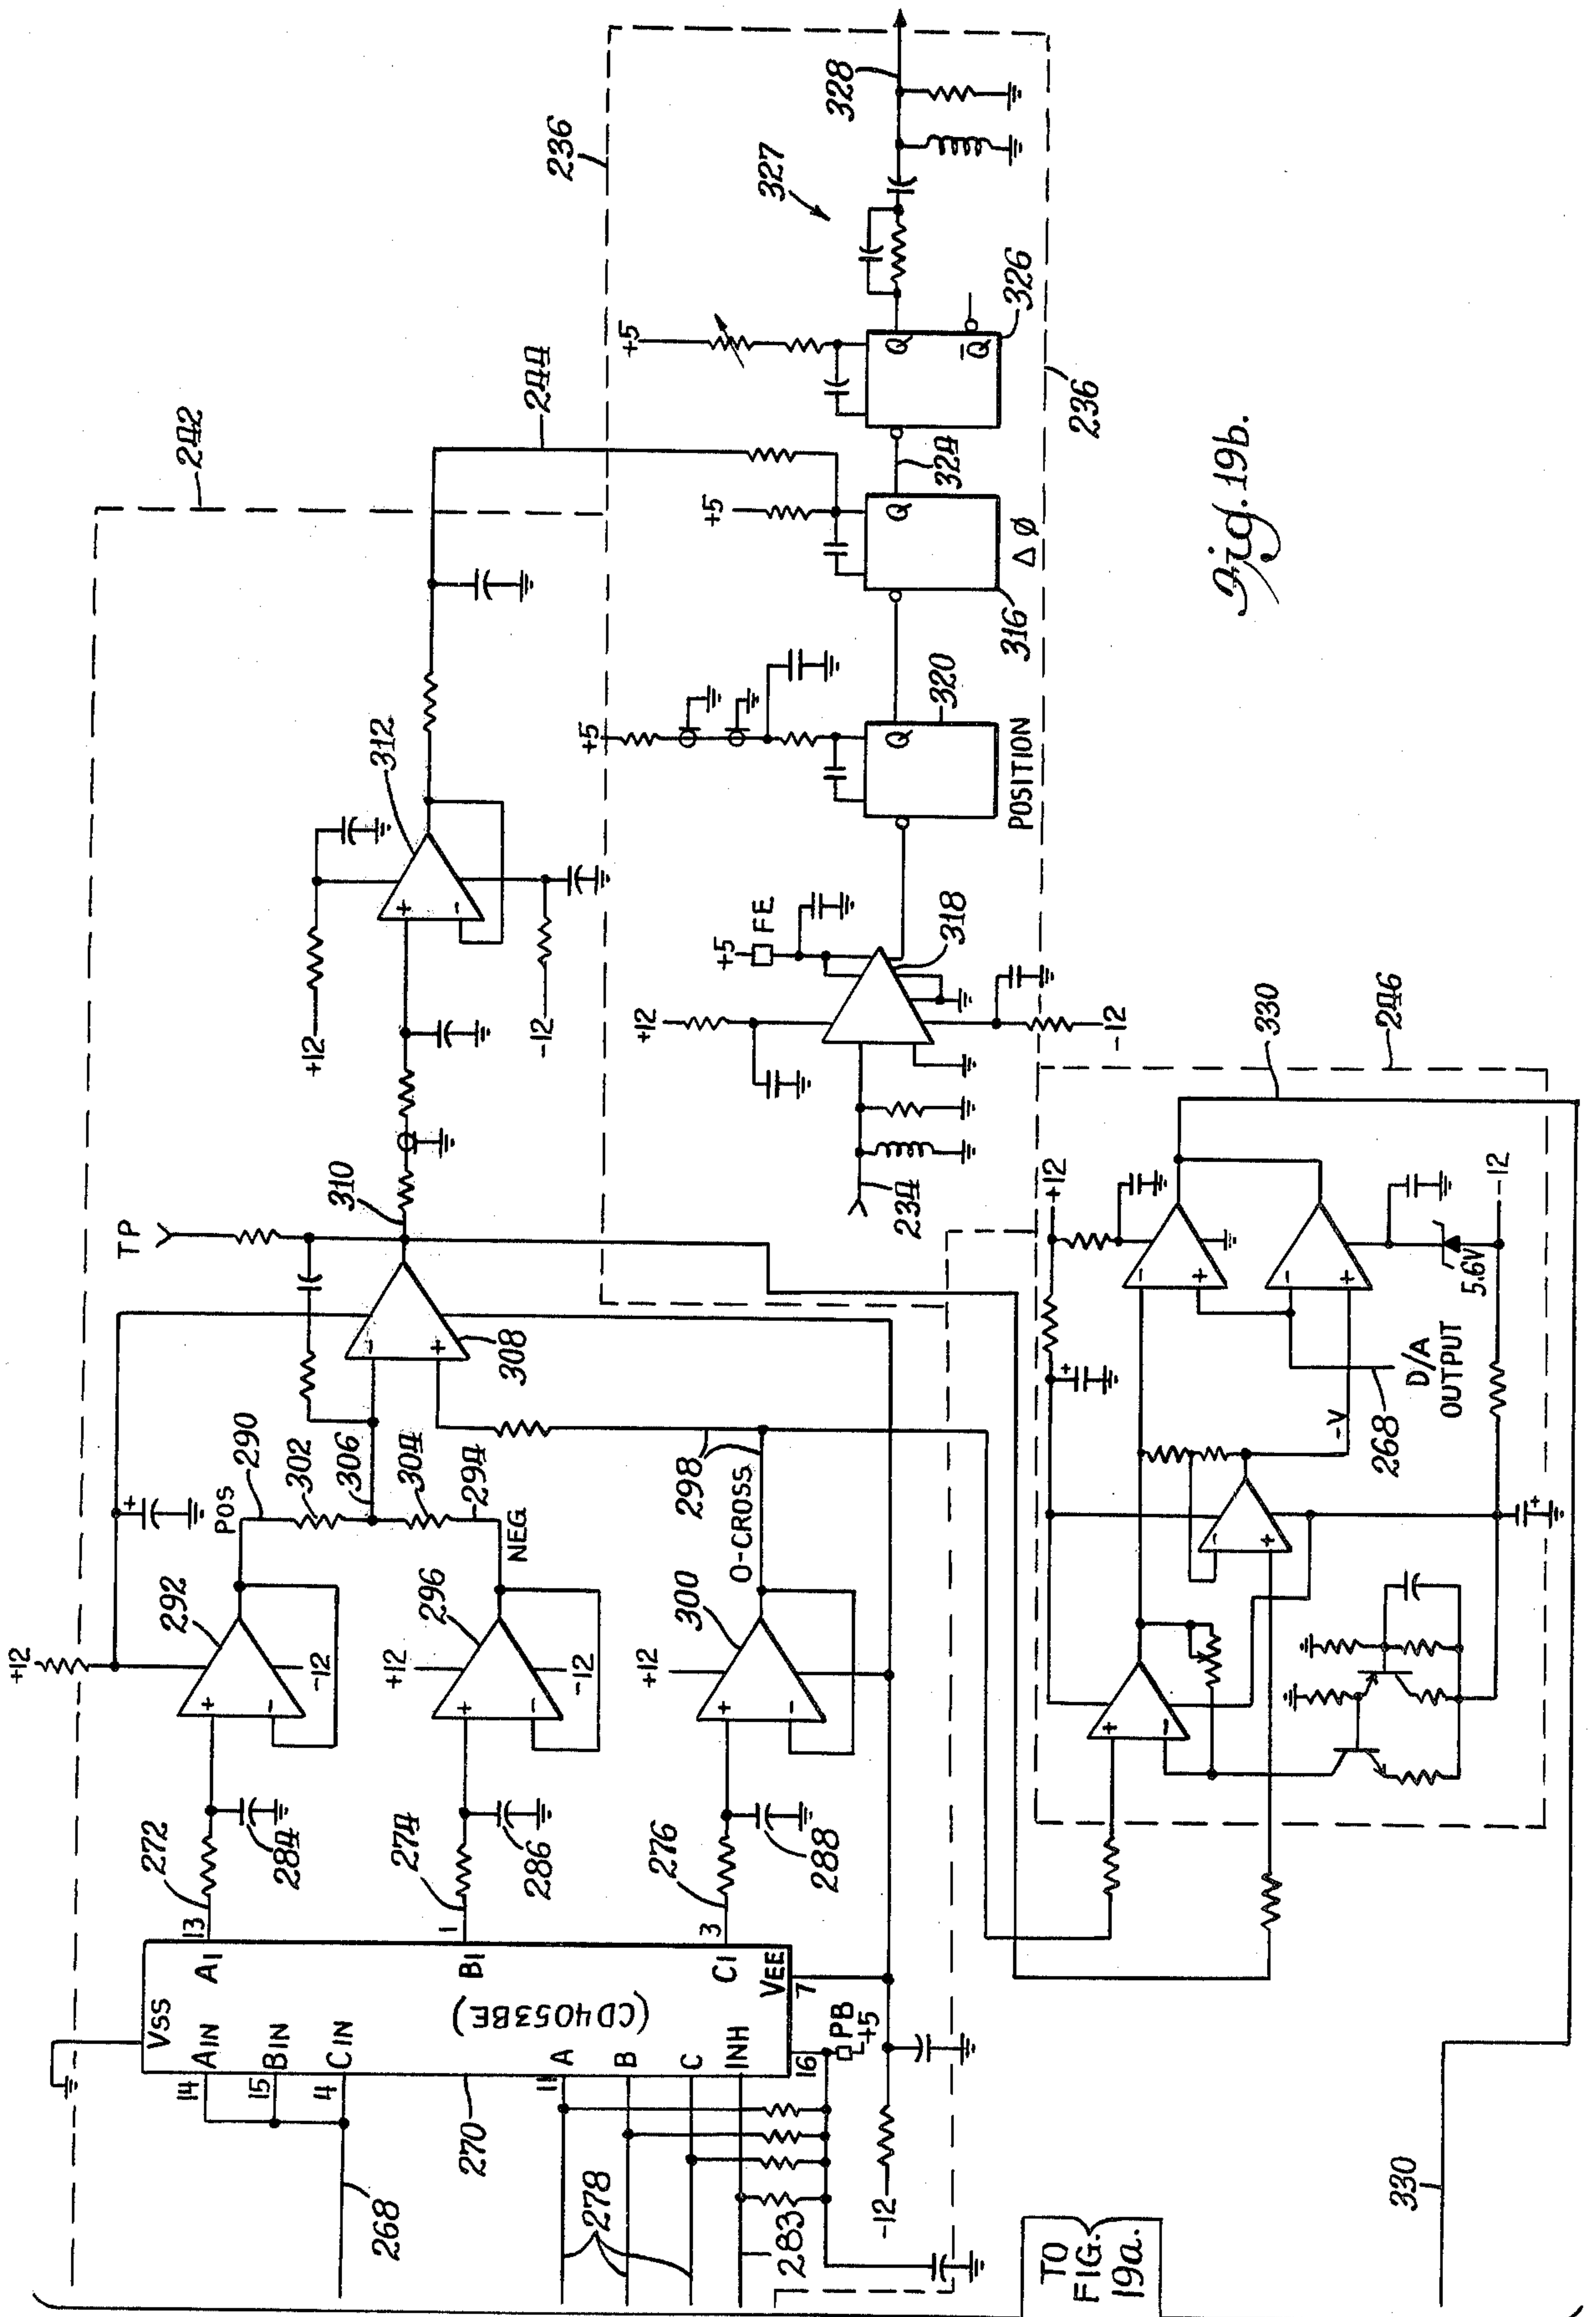 +12
TP
242
244
236
272
284
13
292
-12
+
-
POS
290
302
306
304
294
NEG
310
+12
-12
312
+
-
VSS
AIN
BIN
CIN
14
15
4
268
270
A1
B1
C1
(CD4053BE)
1
274
286
296
+12
-12
+
-
308
-
+
+5
+5
+5
327
328
278
11
A
B
C
INH
16
VEE
7
3
276
288
300
+12
+
-
O-CROSS
298
+12
+5
FE
318
-12
234
320
Q
POSITION
316
Q
Δ Ø
324
Q
Q̅
326
236
283
PB
+5
-12
+12
330
246
+
-
-
+
-
+
-
+
-V
268
D/A
OUTPUT
5.6V
-12
330
TO
FIG.
19a.
Fig. 19b.